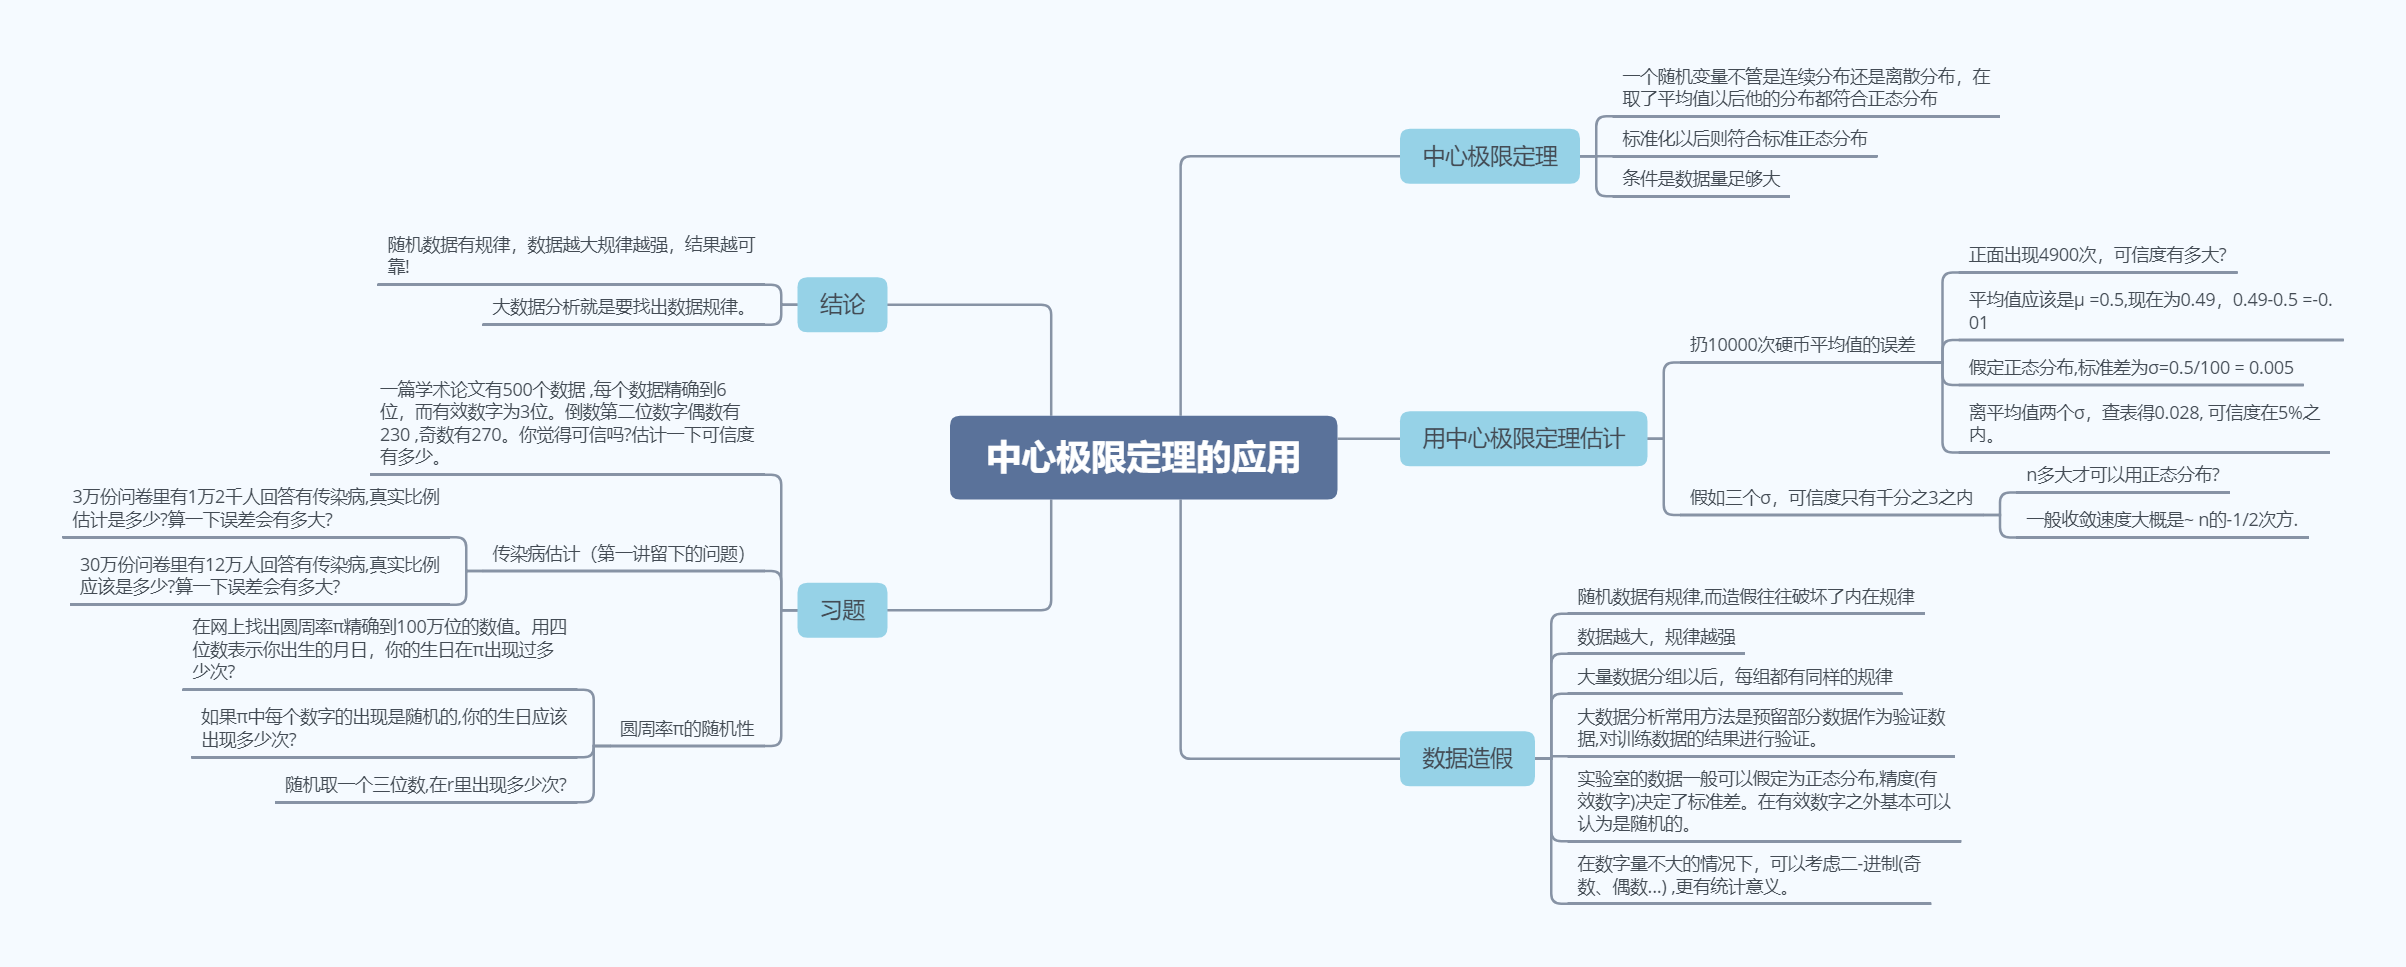 中心极限定理的应用
中心极限定理
一个随机变量不管是连续分布还是离散分布，在
取了平均值以后他的分布都符合正态分布
标准化以后则符合标准正态分布
条件是数据量足够大
用中心极限定理估计
扔10000次硬币平均值的误差
正面出现4900次，可信度有多大?
平均值应该是μ =0.5,现在为0.49，0.49-0.5 =-0.
01
假定正态分布,标准差为σ=0.5/100 = 0.005
离平均值两个σ，查表得0.028, 可信度在5%之
内。
假如三个σ，可信度只有千分之3之内
n多大才可以用正态分布?
一般收敛速度大概是~ n的-1/2次方.
数据造假
随机数据有规律,而造假往往破坏了内在规律
数据越大，规律越强
大量数据分组以后，每组都有同样的规律
大数据分析常用方法是预留部分数据作为验证数
据,对训练数据的结果进行验证。
实验室的数据一般可以假定为正态分布,精度(有
效数字)决定了标准差。在有效数字之外基本可以
认为是随机的。
在数字量不大的情况下，可以考虑二-进制(奇
数、偶数...) ,更有统计意义。
结论
随机数据有规律，数据越大规律越强，结果越可
靠!
大数据分析就是要找出数据规律。
习题
一篇学术论文有500个数据 ,每个数据精确到6
位，而有效数字为3位。倒数第二位数字偶数有
230 ,奇数有270。你觉得可信吗?估计一下可信度
有多少。
传染病估计（第一讲留下的问题）
3万份问卷里有1万2千人回答有传染病,真实比例
估计是多少?算一下误差会有多大?
30万份问卷里有12万人回答有传染病,真实比例
应该是多少?算一下误差会有多大?
圆周率π的随机性
在网上找出圆周率π精确到100万位的数值。用四
位数表示你出生的月日，你的生日在π出现过多
少次?
如果π中每个数字的出现是随机的,你的生日应该
出现多少次?
随机取一个三位数,在r里出现多少次?